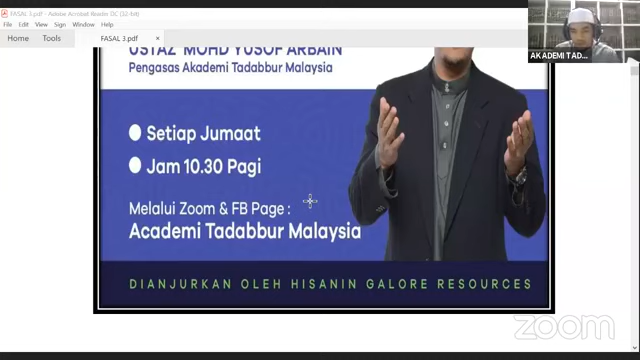 FASAL 3.pdf - Adobe Acrobat Reader DC (32-bit)
File Edit View Sign Window Help
Home Tools FASAL 3.pdf ×
AKADEMI TAD...
USTAZ MOHD YUSOF ARBAIN
Pengasas Akademi Tadabbur Malaysia
Setiap Jumaat
Jam 10.30 Pagi
Melalui Zoom & FB Page :
Academi Tadabbur Malaysia
DIANJURKAN OLEH HISANIN GALORE RESOURCES
zoom